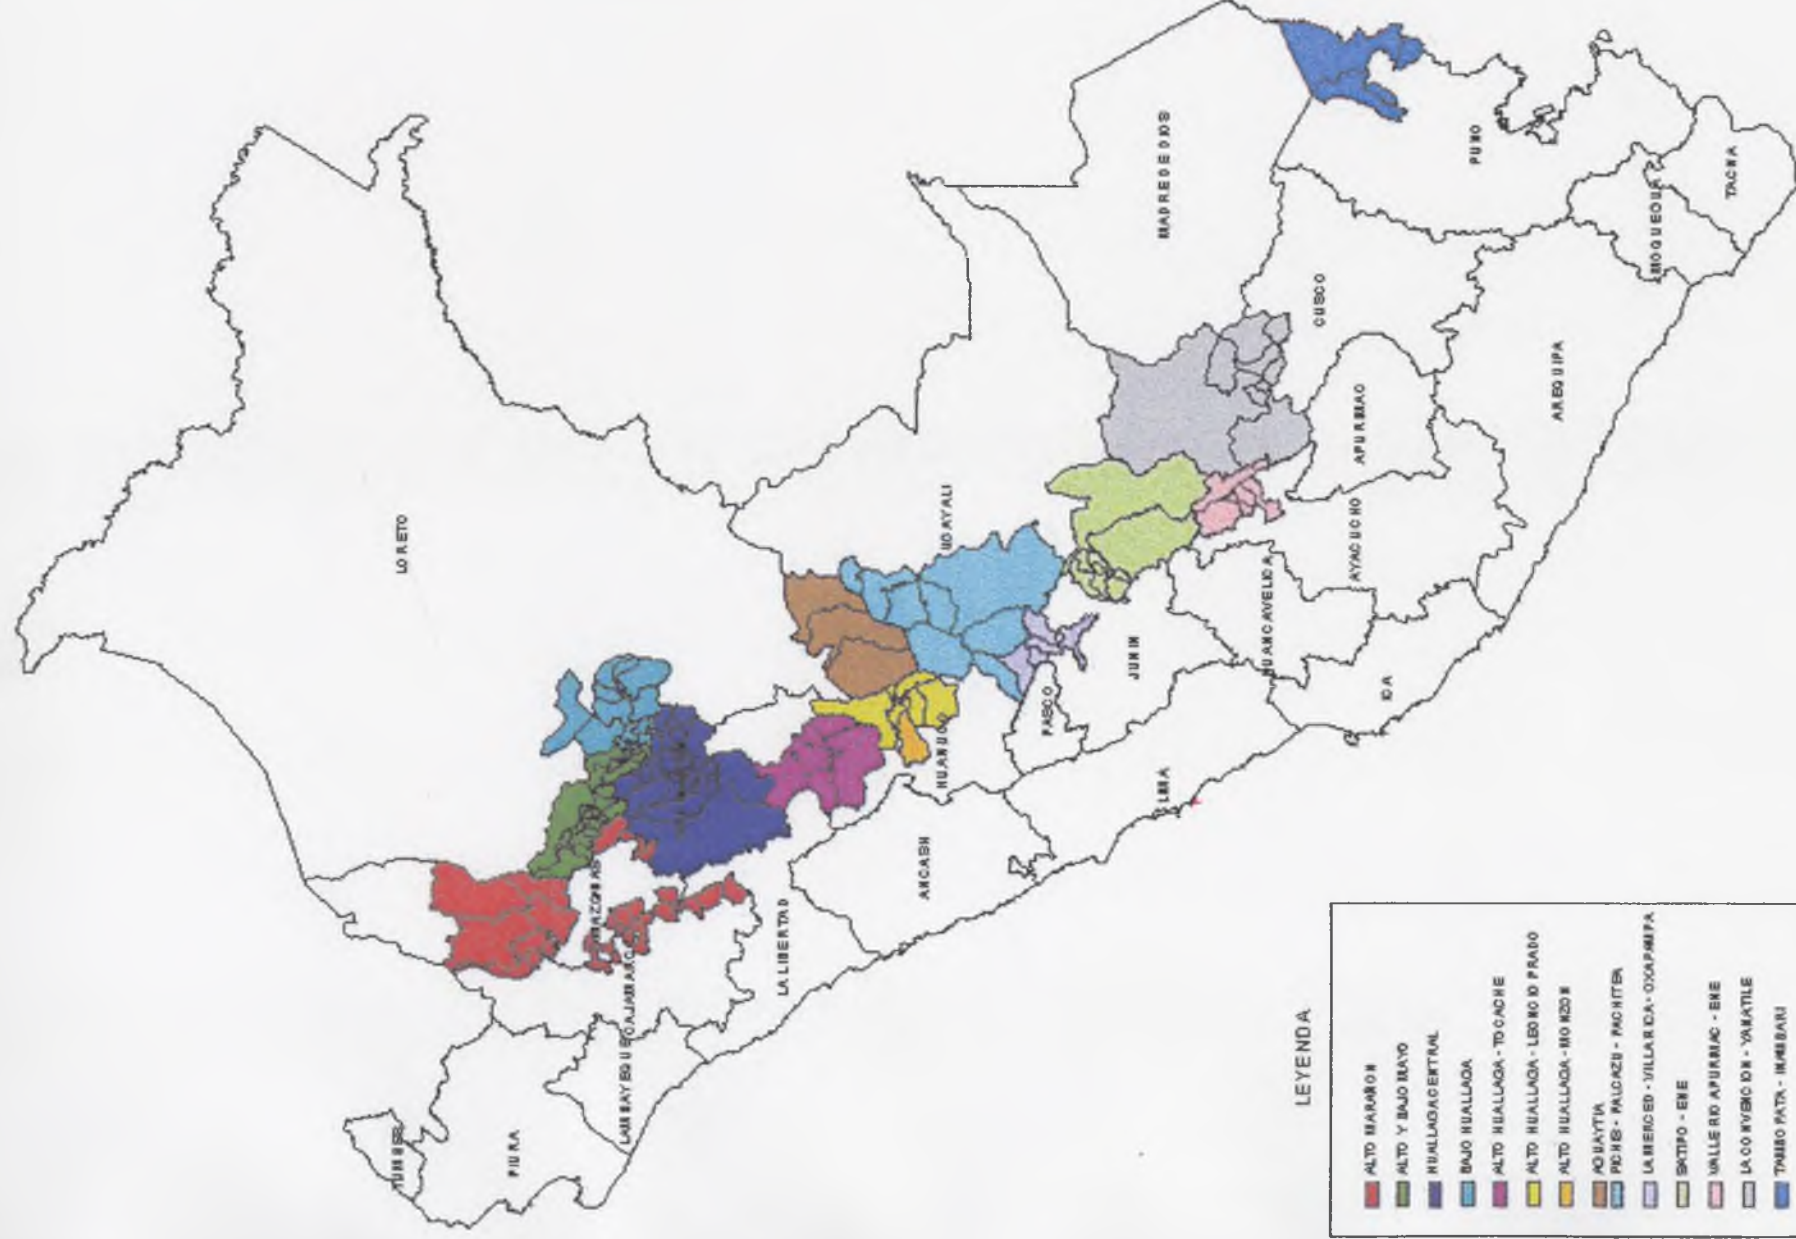 LORETO
TUMBES
PIURA
LAMBAYEQUE
CAJAMARCA
AMAZONAS
LA LIBERTAD
ANCASH
HUANUCO
UCAYALI
PASCO
JUNIN
LIMA
HUANCAVELICA
ICA
AYACUCHO
APURIMAC
CUSCO
MADRE DE DIOS
AREQUIPA
PUNO
MOQUEGUA
TACNA
LEYENDA
ALTO MARAÑON
ALTO Y BAJO MAYO
HUALLAGA CENTRAL
BAJO HUALLAGA
ALTO HUALLAGA - TOCACHE
ALTO HUALLAGA - LEONCIO PRADO
ALTO HUALLAGA - MONZON
AGUAYTIA
PICHIS - PALCAZU - PACHITEA
LA MERCED - VILLA RICA - OXAPAMPA
SATIPO - ENE
VALLE RIO APURIMAC - ENE
LA CONVENCION - YANATILE
TAMBOPATA - INAMBARI